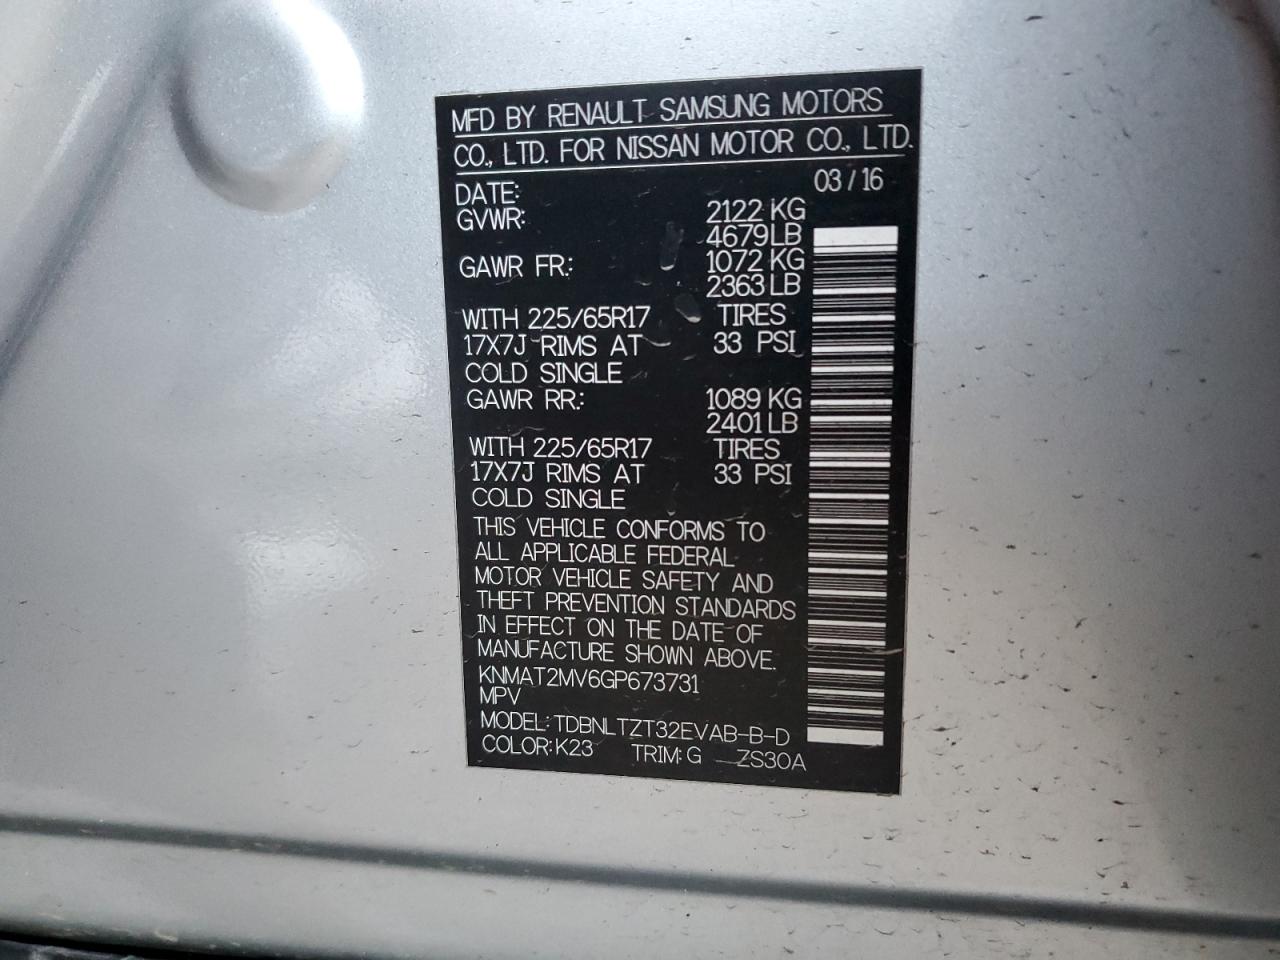 MFD BY RENAULT SAMSUNG MOTORS
CO., LTD. FOR NISSAN MOTOR CO., LTD.
DATE: 03/16
GVWR: 2122 KG
4679 LB
GAWR FR.: 1072 KG
2363 LB
WITH 225/65R17 TIRES
17X7J RIMS AT 33 PSI
COLD SINGLE
GAWR RR.: 1089 KG
2401 LB
WITH 225/65R17 TIRES
17X7J RIMS AT 33 PSI
COLD SINGLE
THIS VEHICLE CONFORMS TO
ALL APPLICABLE FEDERAL
MOTOR VEHICLE SAFETY AND
THEFT PREVENTION STANDARDS
IN EFFECT ON THE DATE OF
MANUFACTURE SHOWN ABOVE.
KNMAT2MV6GP673731
MPV
MODEL: TDBNLTZT32EVAB-B-D
COLOR: K23 TRIM: G ZS30A